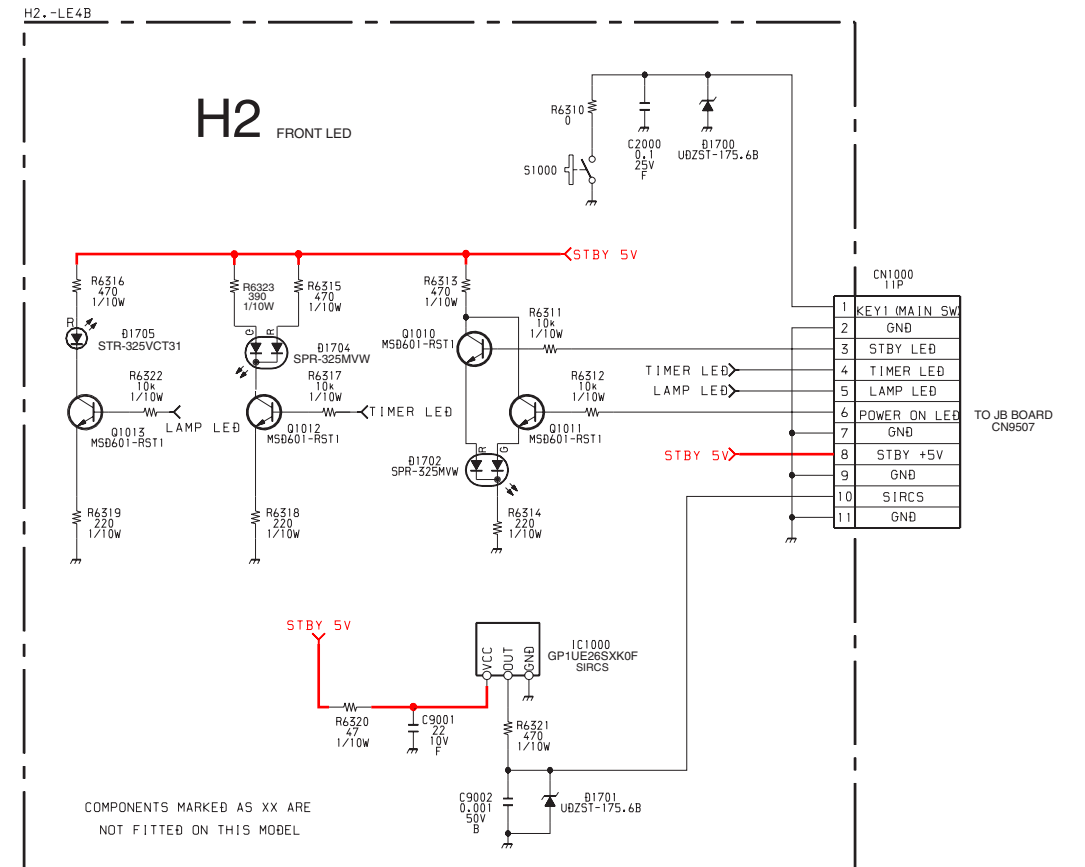 H2.-LE4B
H2 FRONT LED
R6310
0
C2000
0.1
25V
F
D1700
UDZST-175.6B
S1000
STBY 5V
R6316
470
1/10W
R6323
390
1/10W
R6315
470
1/10W
R6313
470
1/10W
R6311
10k
1/10W
CN1000
11P
R
D1705
STR-325VCT31
G
R
D1704
SPR-325MVW
Q1010
MSD601-RST1
R6322
10k
1/10W
R6317
10k
1/10W
R6312
10k
1/10W
LAMP LED
TIMER LED
Q1013
MSD601-RST1
Q1012
MSD601-RST1
Q1011
MSD601-RST1
R
G
D1702
SPR-325MVW
TIMER LED
LAMP LED
STBY 5V
1 KEY1 (MAIN SW)
2 GND
3 STBY LED
4 TIMER LED
5 LAMP LED
6 POWER ON LED
7 GND
8 STBY +5V
9 GND
10 SIRCS
11 GND
TO JB BOARD
CN9507
R6319
220
1/10W
R6318
220
1/10W
R6314
220
1/10W
STBY 5V
VCC
OUT
GND
IC1000
GP1UE26SXK0F
SIRCS
R6320
47
1/10W
C9001
22
10V
F
R6321
470
1/10W
C9002
0.001
50V
B
D1701
UDZST-175.6B
COMPONENTS MARKED AS XX ARE
NOT FITTED ON THIS MODEL